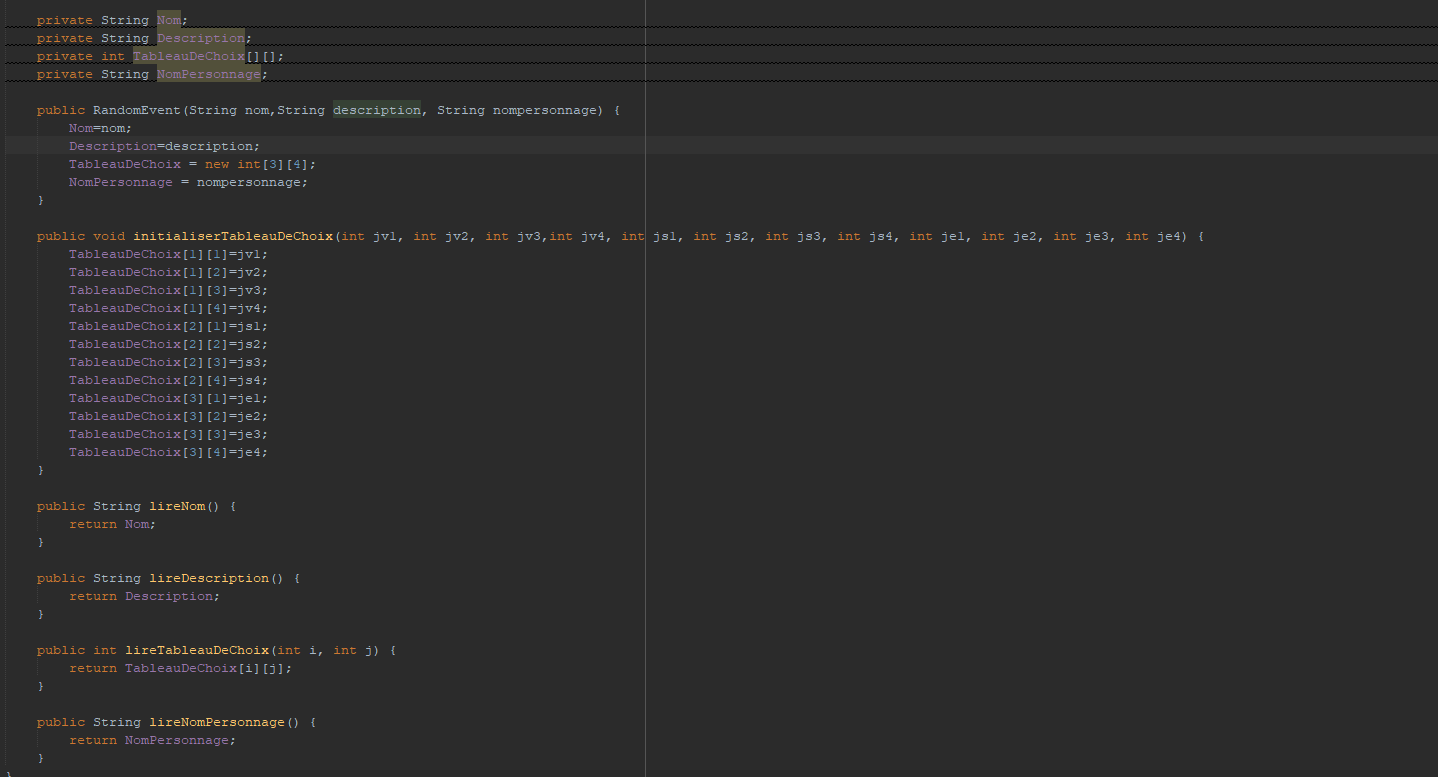 private String Nom;
private String Description;
private int TableauDeChoix[][];
private String NomPersonnage;
public RandomEvent(String nom,String description, String nompersonnage) {
Nom=nom;
Description=description;
TableauDeChoix = new int[3][4];
NomPersonnage = nompersonnage;
}
public void initialiserTableauDeChoix(int jv1, int jv2, int jv3,int jv4, int js1, int js2, int js3, int js4, int je1, int je2, int je3, int je4) {
TableauDeChoix[1][1]=jv1;
TableauDeChoix[1][2]=jv2;
TableauDeChoix[1][3]=jv3;
TableauDeChoix[1][4]=jv4;
TableauDeChoix[2][1]=js1;
TableauDeChoix[2][2]=js2;
TableauDeChoix[2][3]=js3;
TableauDeChoix[2][4]=js4;
TableauDeChoix[3][1]=je1;
TableauDeChoix[3][2]=je2;
TableauDeChoix[3][3]=je3;
TableauDeChoix[3][4]=je4;
}
public String lireNom() {
return Nom;
}
public String lireDescription() {
return Description;
}
public int lireTableauDeChoix(int i, int j) {
return TableauDeChoix[i][j];
}
public String lireNomPersonnage() {
return NomPersonnage;
}
}